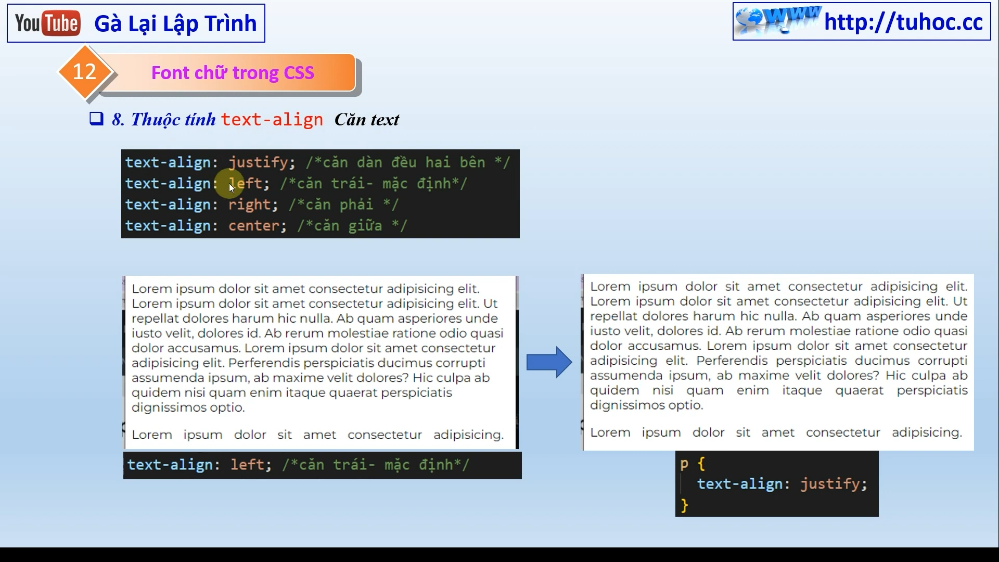 YouTube Gà Lại Lập Trình
www http://tuhoc.cc
12 Font chữ trong CSS
8. Thuộc tính text-align Căn text
text-align: justify; /*căn dàn đều hai bên */
text-align: left; /*căn trái- mặc định*/
text-align: right; /*căn phải */
text-align: center; /*căn giữa */
Lorem ipsum dolor sit amet consectetur adipisicing elit.
Lorem ipsum dolor sit amet consectetur adipisicing elit. Ut
repellat dolores harum hic nulla. Ab quam asperiores unde
iusto velit, dolores id. Ab rerum molestiae ratione odio quasi
dolor accusamus. Lorem ipsum dolor sit amet consectetur
adipisicing elit. Perferendis perspiciatis ducimus corrupti
assumenda ipsum, ab maxime velit dolores? Hic culpa ab
quidem nisi quam enim itaque quaerat perspiciatis
dignissimos optio.
Lorem ipsum dolor sit amet consectetur adipisicing.
text-align: left; /*căn trái- mặc định*/
Lorem ipsum dolor sit amet consectetur adipisicing elit.
Lorem ipsum dolor sit amet consectetur adipisicing elit. Ut
repellat dolores harum hic nulla. Ab quam asperiores unde
iusto velit, dolores id. Ab rerum molestiae ratione odio quasi
dolor accusamus. Lorem ipsum dolor sit amet consectetur
adipisicing elit. Perferendis perspiciatis ducimus corrupti
assumenda ipsum, ab maxime velit dolores? Hic culpa ab
quidem nisi quam enim itaque quaerat perspiciatis
dignissimos optio.
Lorem ipsum dolor sit amet consectetur adipisicing.
p {
text-align: justify;
}